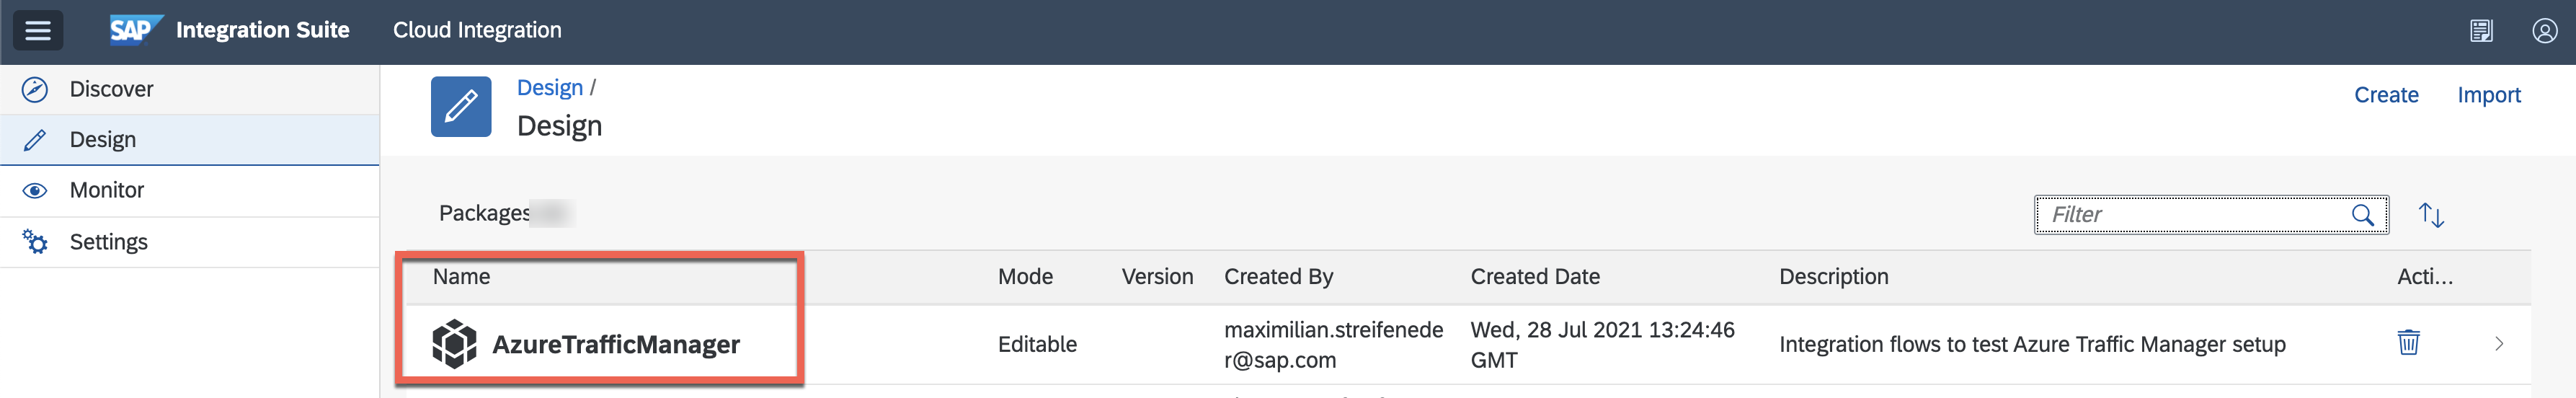 SAP Integration Suite Cloud Integration
Discover
Design
Monitor
Settings
Design /
Design
Create Import
Packages
Filter
Name Mode Version Created By Created Date Description Acti...
AzureTrafficManager Editable maximilian.streifenede Wed, 28 Jul 2021 13:24:46 Integration flows to test Azure Traffic Manager setup
r@sap.com GMT